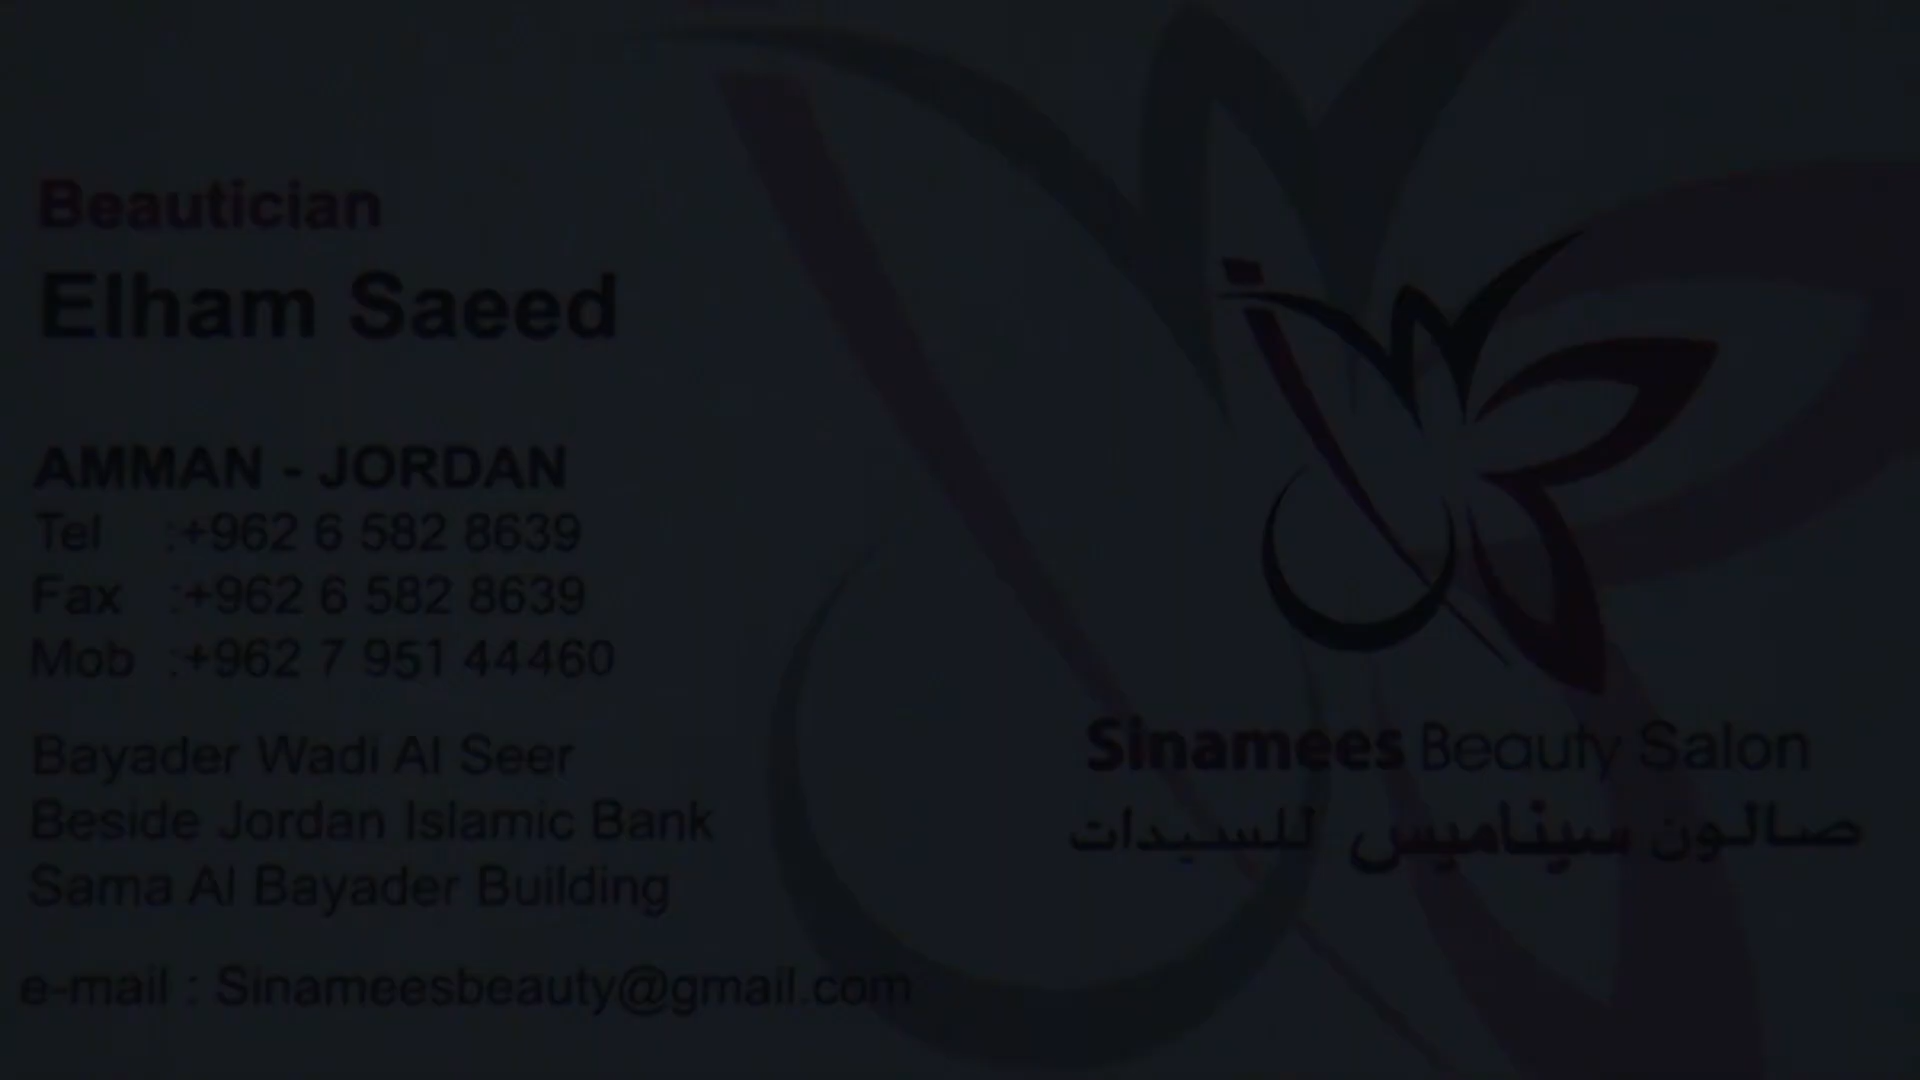 Beautician
Elham Saeed
AMMAN - JORDAN
Tel :+962 6 582 8639
Fax :+962 6 582 8639
Mob :+962 7 951 44460
Bayader Wadi Al Seer
Beside Jordan Islamic Bank
Sama Al Bayader Building
e-mail : Sinameesbeauty@gmail.com
Sinamees Beauty Salon
صالون سيناميس للسيدات